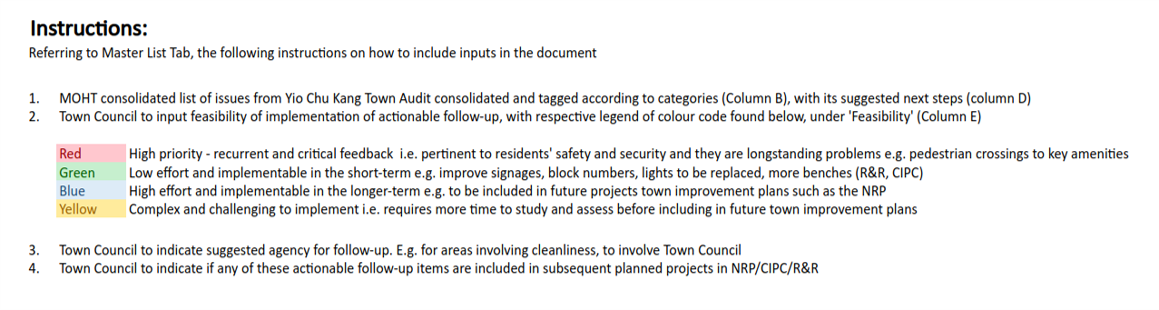 Instructions:
Referring to Master List Tab, the following instructions on how to include inputs in the document
1. MOHT consolidated list of issues from Yio Chu Kang Town Audit consolidated and tagged according to categories (Column B), with its suggested next steps (column D)
2. Town Council to input feasibility of implementation of actionable follow-up, with respective legend of colour code found below, under 'Feasibility' (Column E)
Red High priority - recurrent and critical feedback i.e. pertinent to residents' safety and security and they are longstanding problems e.g. pedestrian crossings to key amenities
Green Low effort and implementable in the short-term e.g. improve signages, block numbers, lights to be replaced, more benches (R&R, CIPC)
Blue High effort and implementable in the longer-term e.g. to be included in future projects town improvement plans such as the NRP
Yellow Complex and challenging to implement i.e. requires more time to study and assess before including in future town improvement plans
3. Town Council to indicate suggested agency for follow-up. E.g. for areas involving cleanliness, to involve Town Council
4. Town Council to indicate if any of these actionable follow-up items are included in subsequent planned projects in NRP/CIPC/R&R